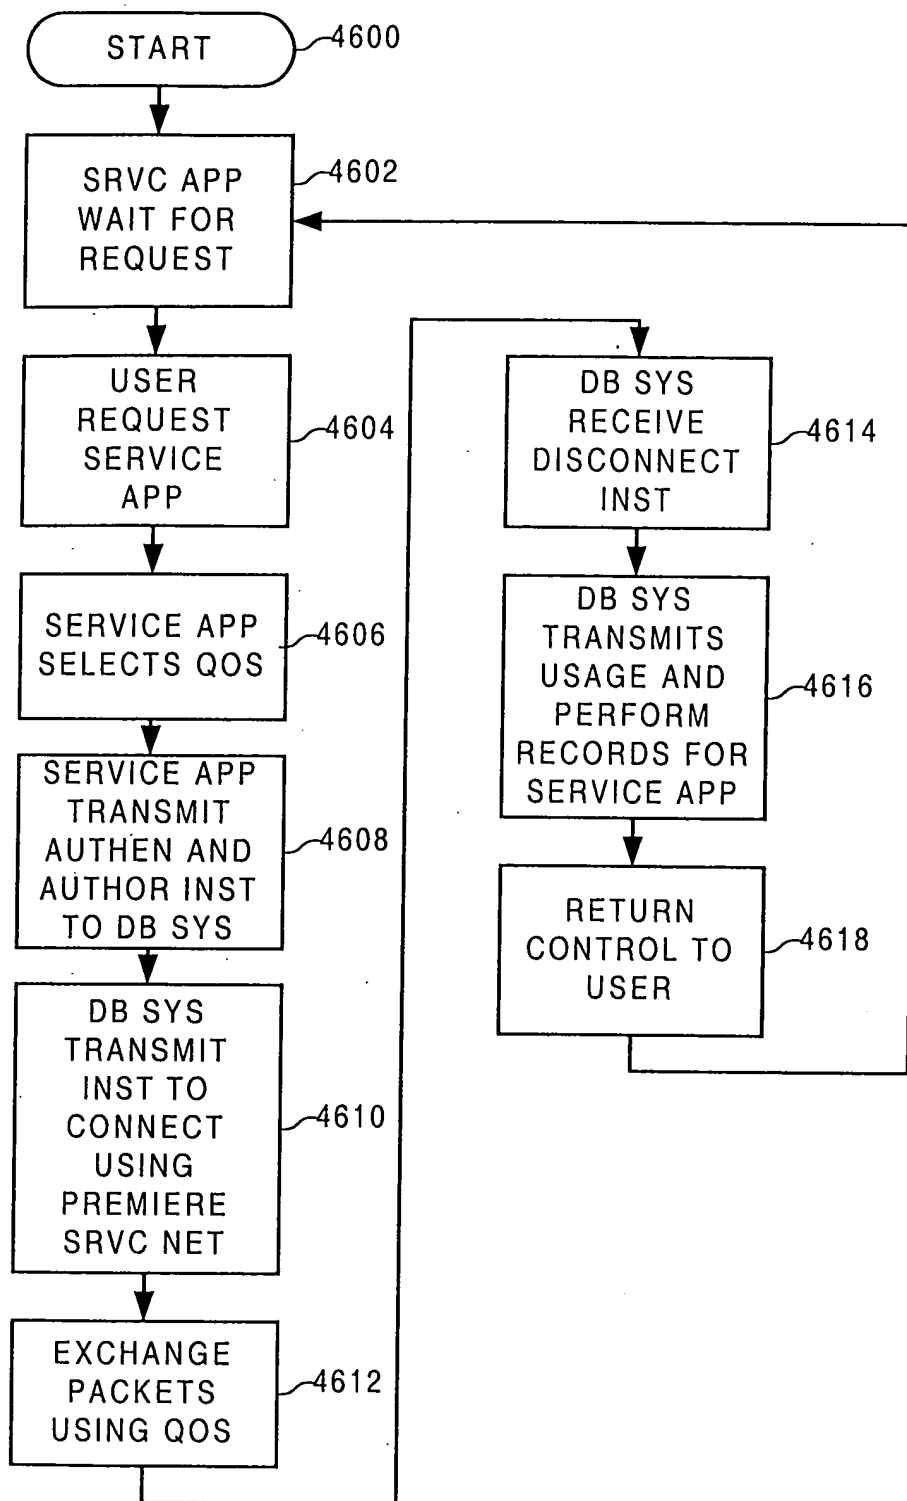 START
4600
SRVC APP
WAIT FOR
REQUEST
4602
USER
REQUEST
SERVICE
APP
4604
SERVICE APP
SELECTS QOS
4606
SERVICE APP
TRANSMIT
AUTHEN AND
AUTHOR INST
TO DB SYS
4608
DB SYS
TRANSMIT
INST TO
CONNECT
USING
PREMIERE
SRVC NET
4610
EXCHANGE
PACKETS
USING QOS
4612
DB SYS
RECEIVE
DISCONNECT
INST
4614
DB SYS
TRANSMITS
USAGE AND
PERFORM
RECORDS FOR
SERVICE APP
4616
RETURN
CONTROL TO
USER
4618